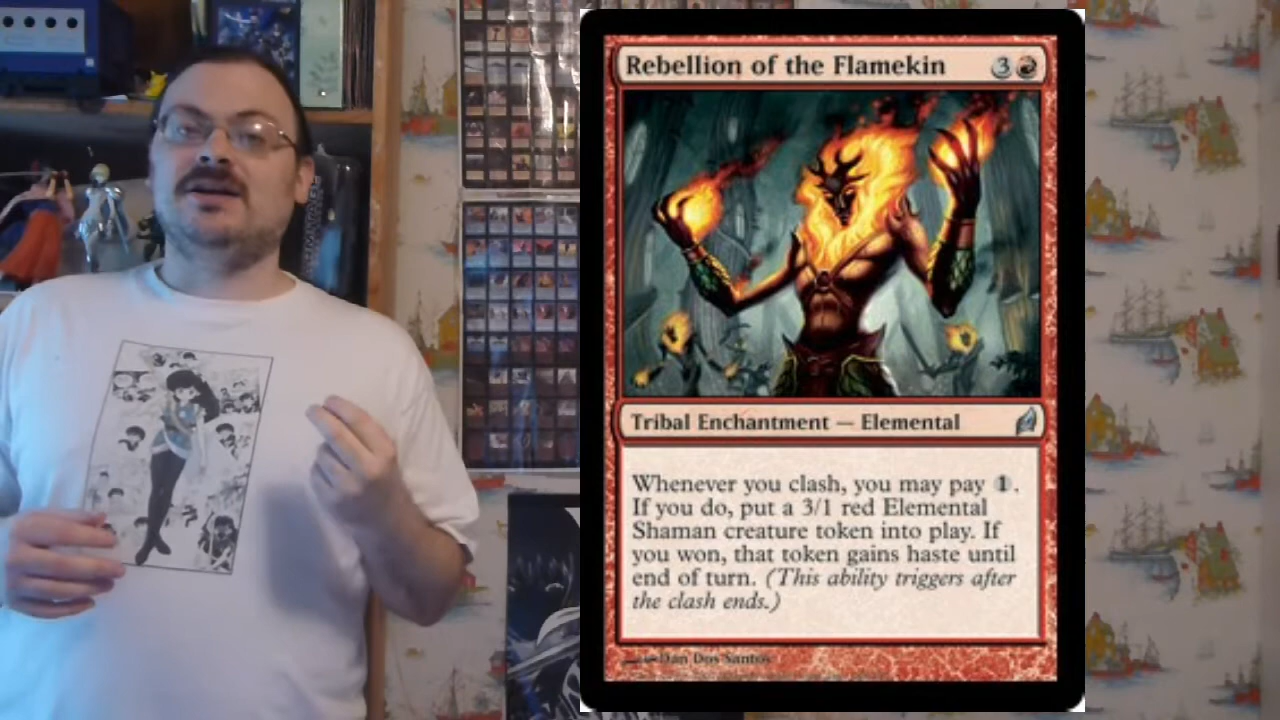 Rebellion of the Flamekin 3
Tribal Enchantment — Elemental
Whenever you clash, you may pay 1.
If you do, put a 3/1 red Elemental
Shaman creature token into play. If
you won, that token gains haste until
end of turn. (This ability triggers after
the clash ends.)
Dan Dos Santos